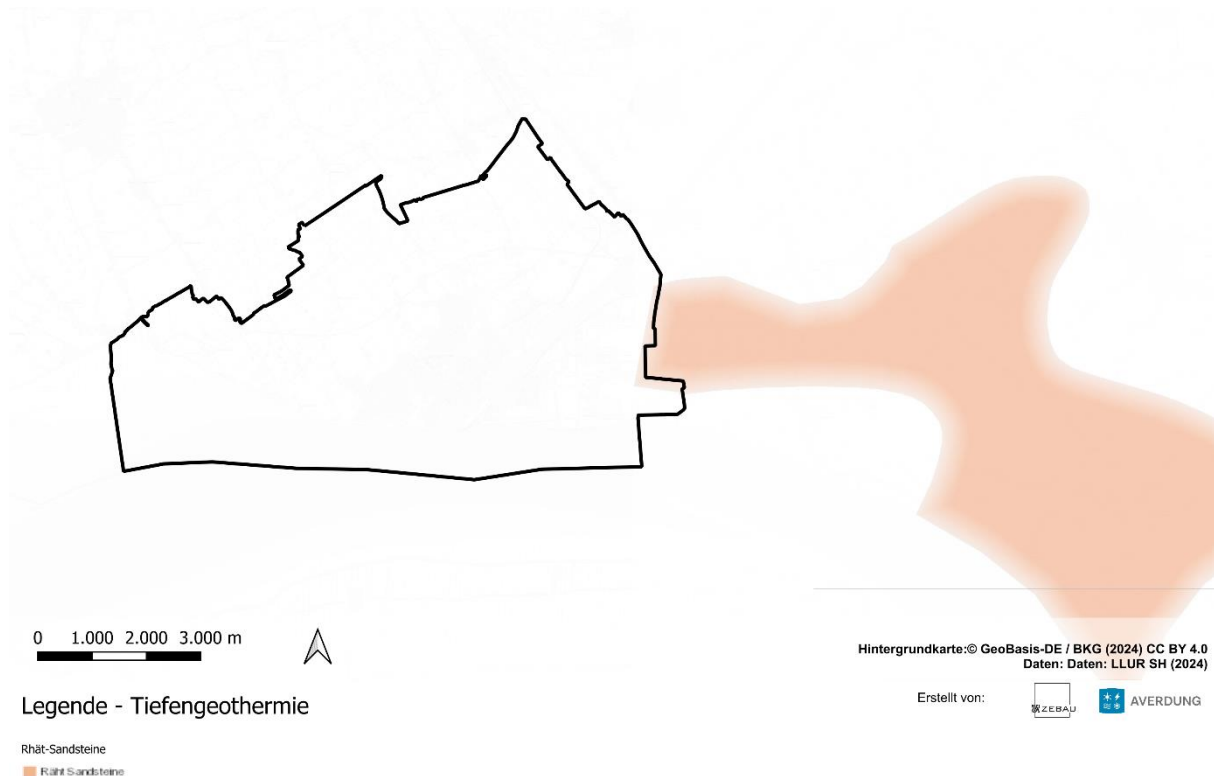 0 1.000 2.000 3.000 m
Hintergrundkarte:© GeoBasis-DE / BKG (2024) CC BY 4.0
Daten: Daten: LLUR SH (2024)
Erstellt von:
ZEBAU
AVERDUNG
Legende - Tiefengeothermie
Rhät-Sandsteine
Räht Sandsteine